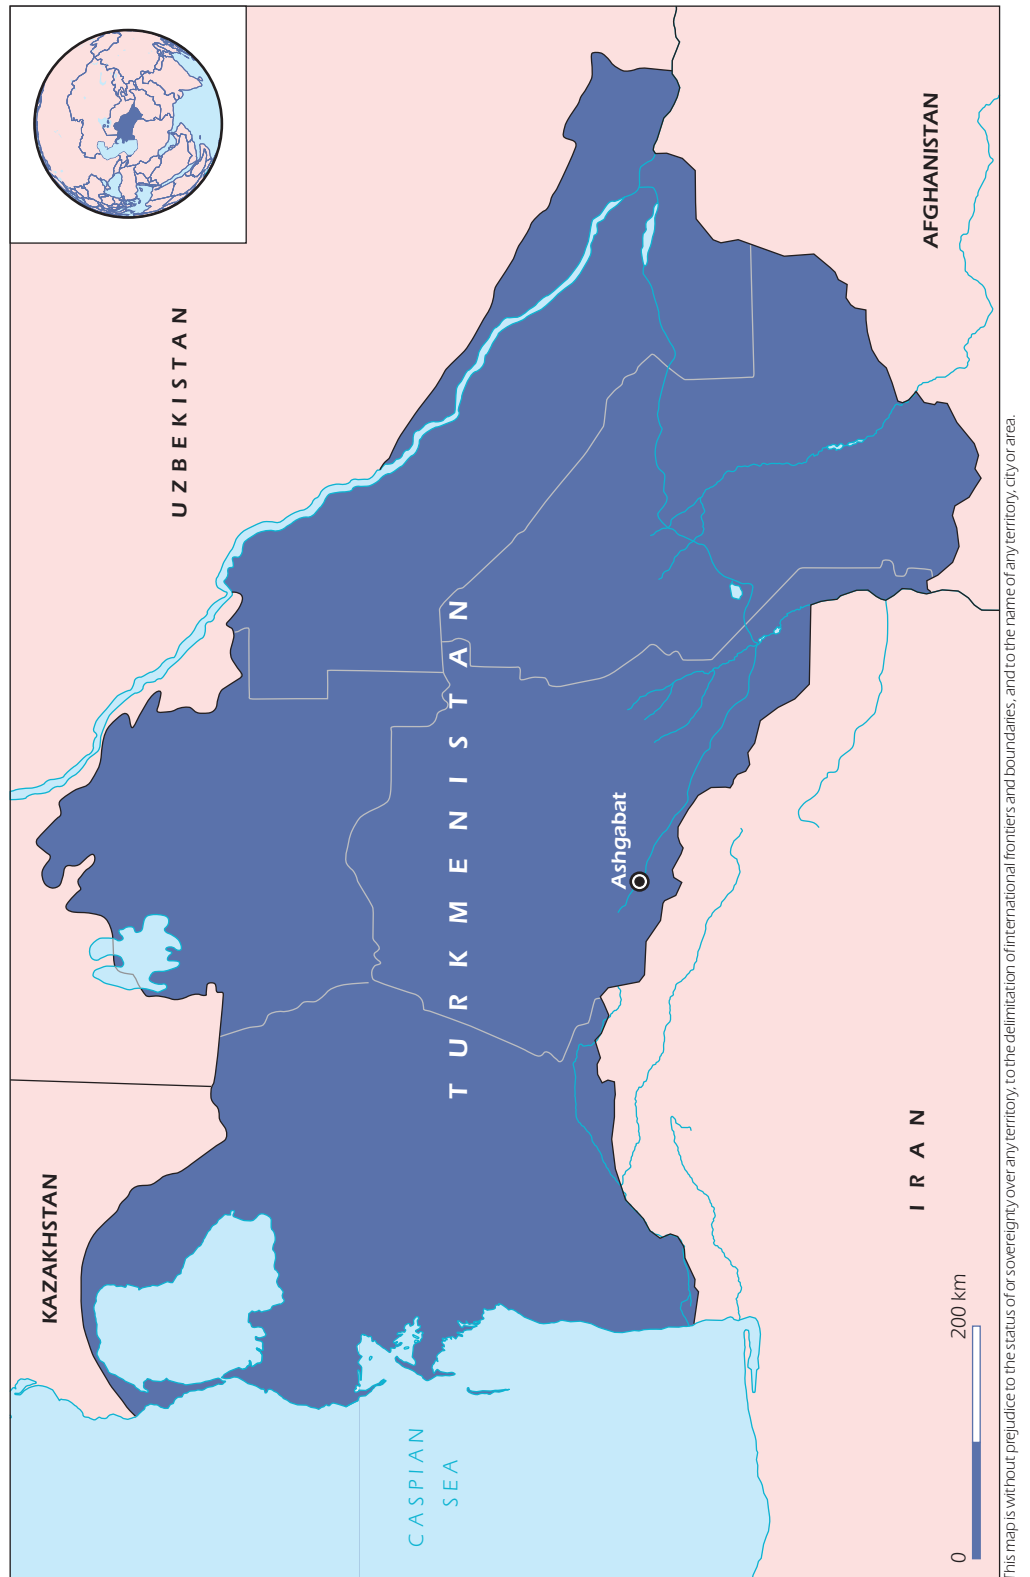 KAZAKHSTAN
UZBEKISTAN
CASPIAN
SEA
TURKMENISTAN
Ashgabat
IRAN
AFGHANISTAN
0
200 km
This map is without prejudice to the status of or sovereignty over any territory, to the delimitation of international frontiers and boundaries, and to the name of any territory, city or area.